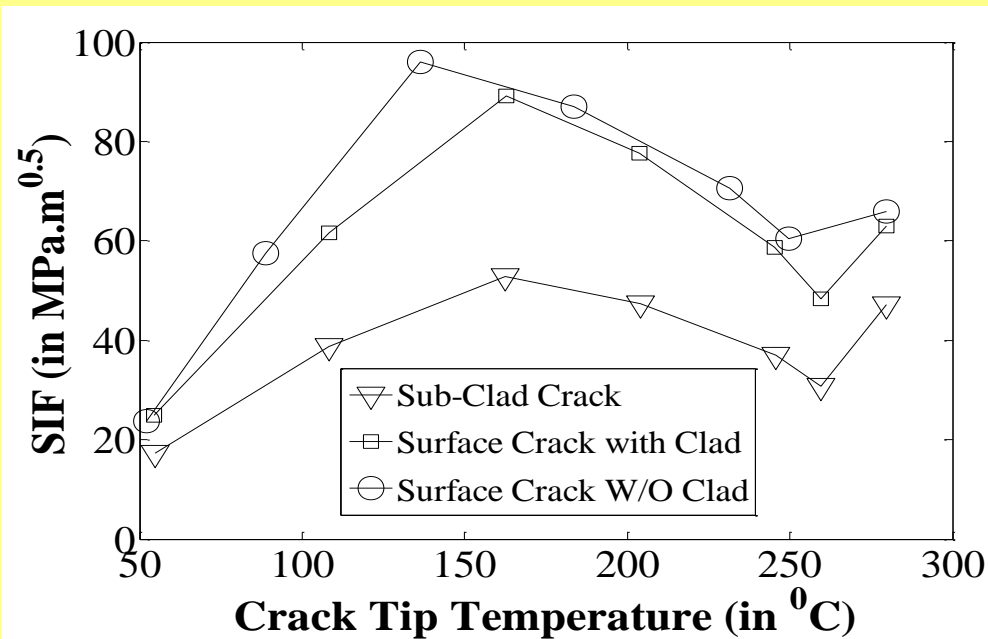 100
80
60
40
20
0
SIF (in MPa.m^0.5)
Sub-Clad Crack
Surface Crack with Clad
Surface Crack W/O Clad
50 100 150 200 250 300
Crack Tip Temperature (in ^0C)